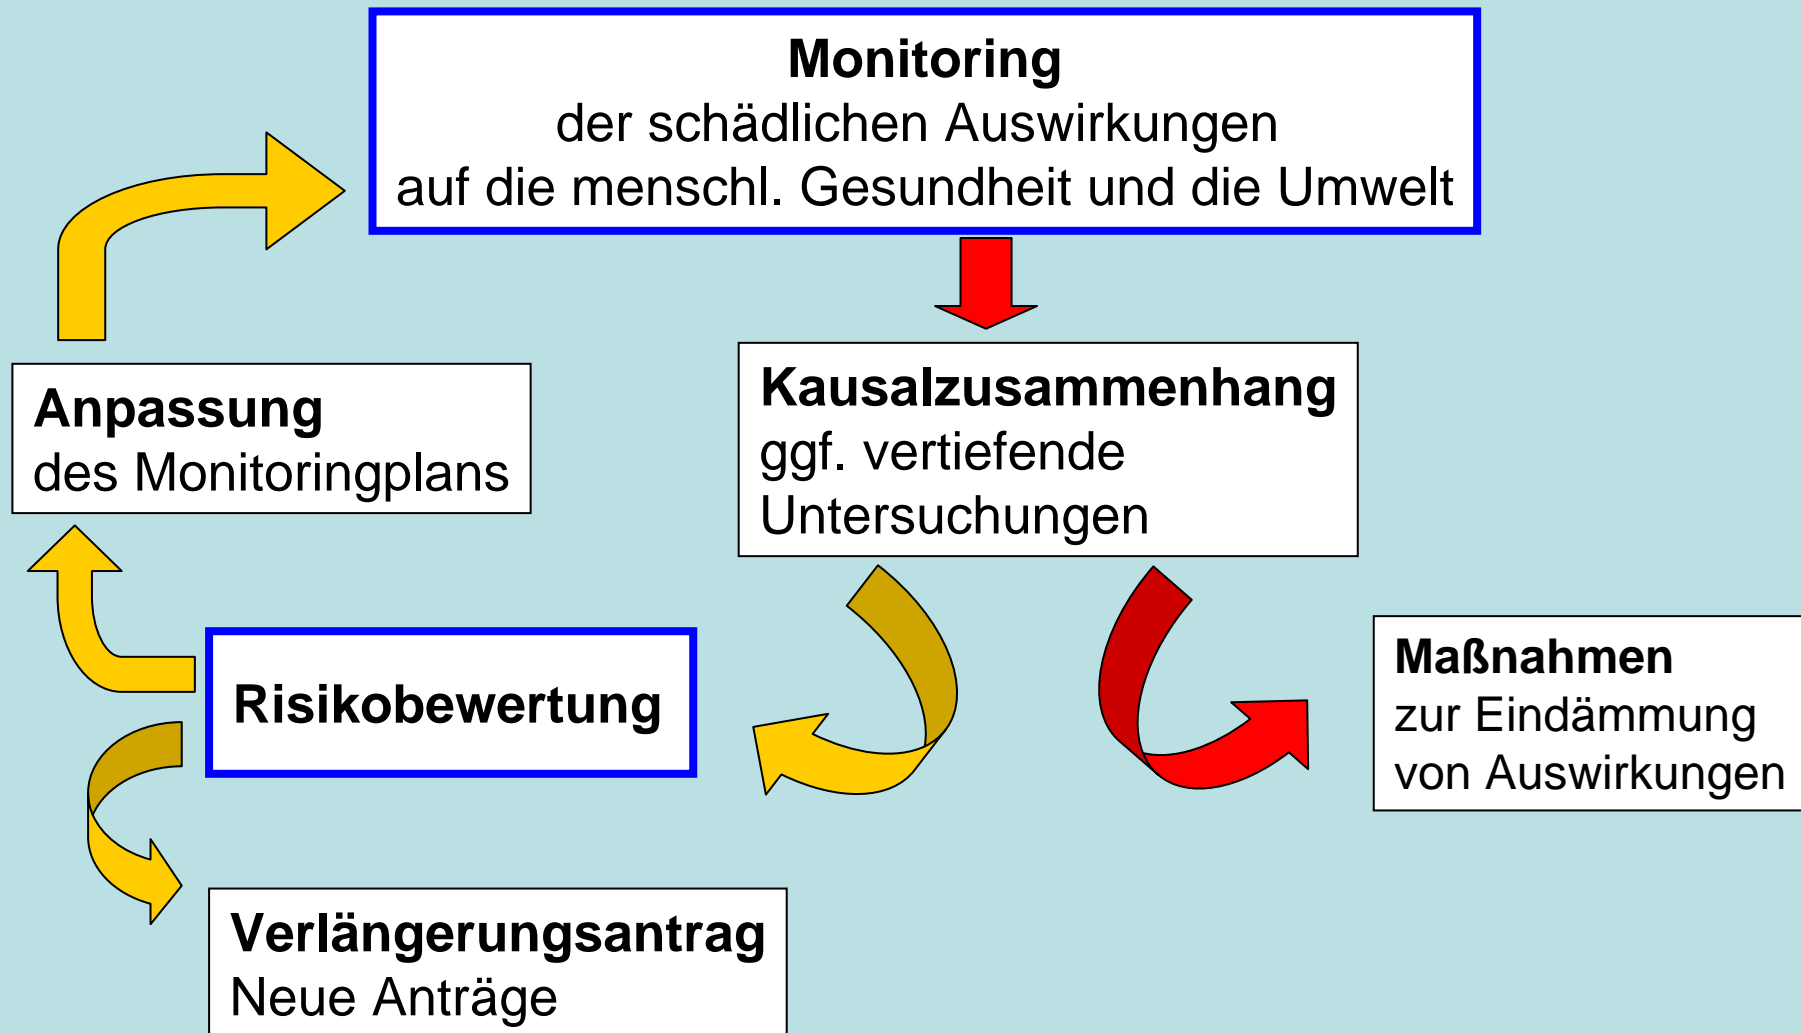 Monitoring
der schädlichen Auswirkungen
auf die menschl. Gesundheit und die Umwelt
Anpassung
des Monitoringplans
Kausalzusammenhang
ggf. vertiefende
Untersuchungen
Risikobewertung
Maßnahmen
zur Eindämmung
von Auswirkungen
Verlängerungsantrag
Neue Anträge